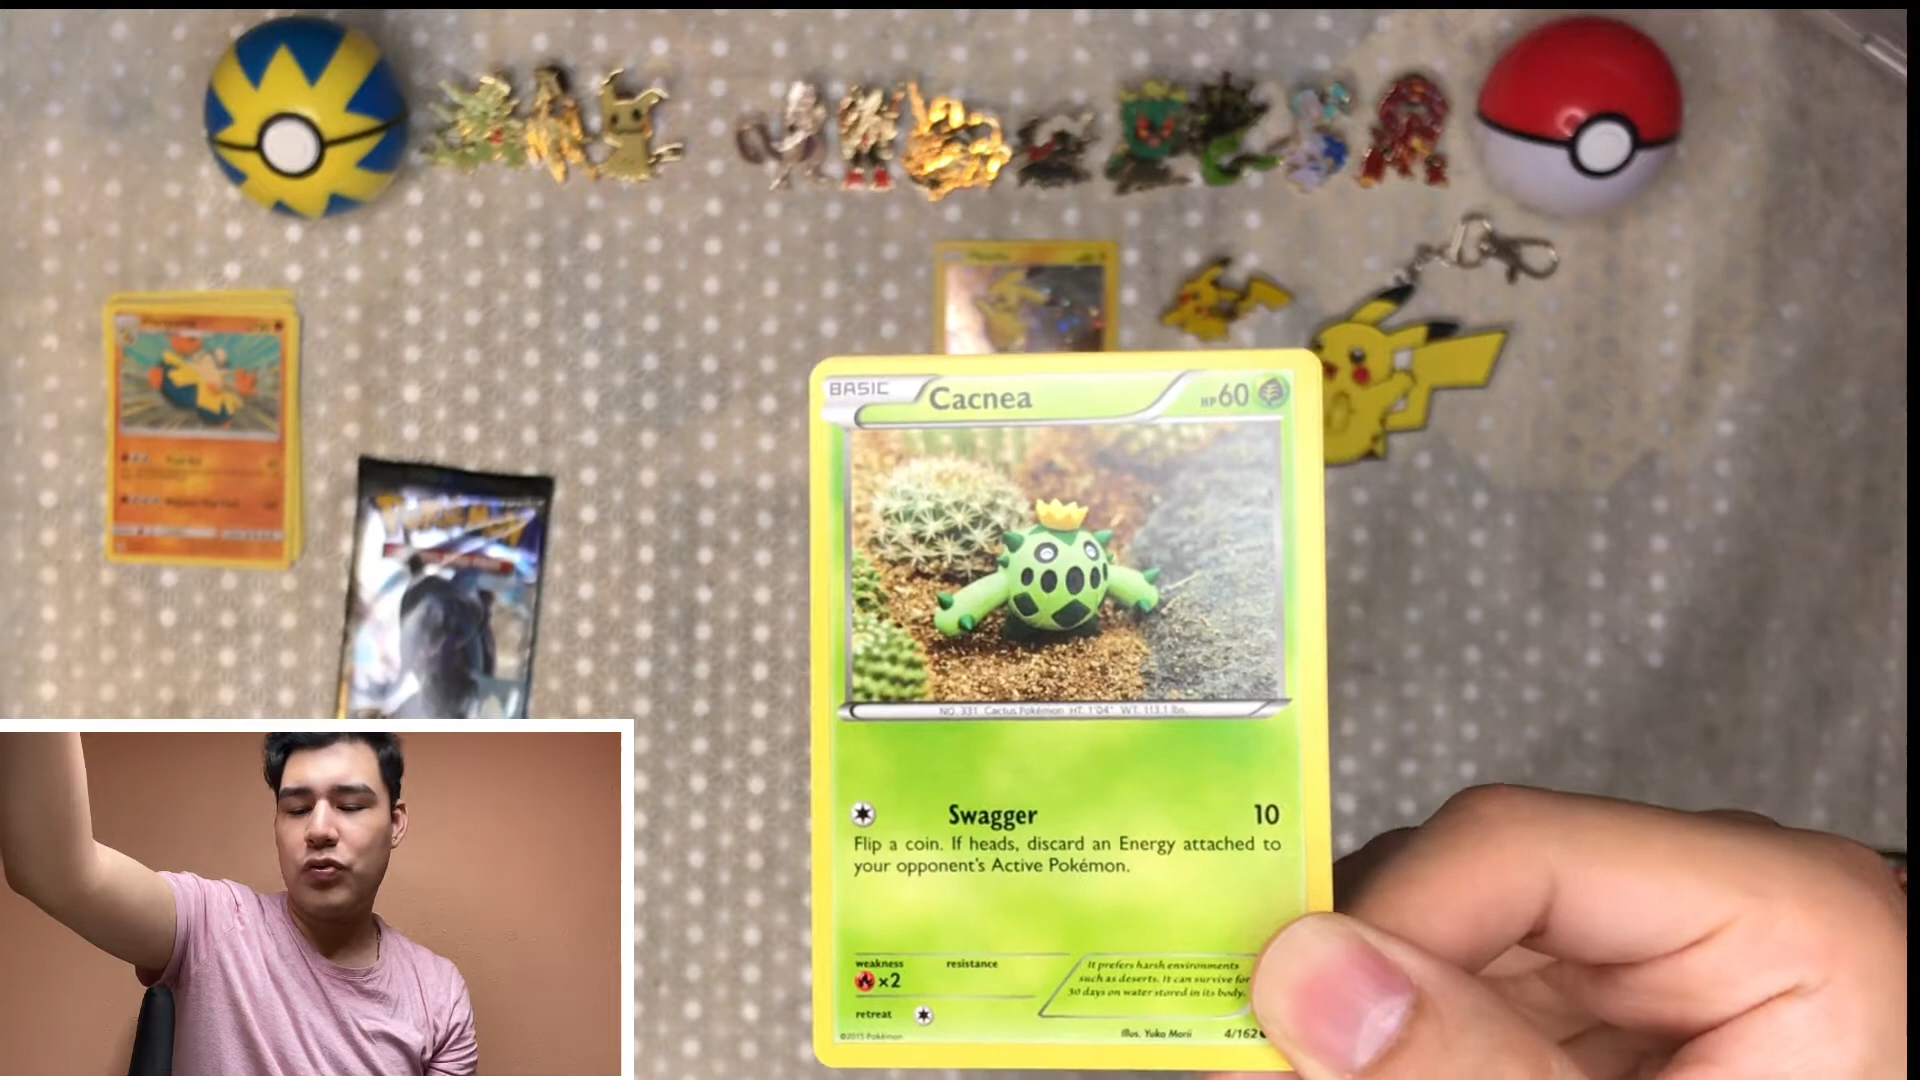 BASIC
Cacnea
HP60
NO. 331 Cactus Pokémon HT: 1'04" WT: 113.1 lbs.
Swagger 10
Flip a coin. If heads, discard an Energy attached to
your opponent's Active Pokémon.
weakness
resistance
×2
It prefers harsh environments
such as deserts. It can survive for
30 days on water stored in its body.
retreat
©2015 Pokémon
Illus. Yuko Morii
4/162